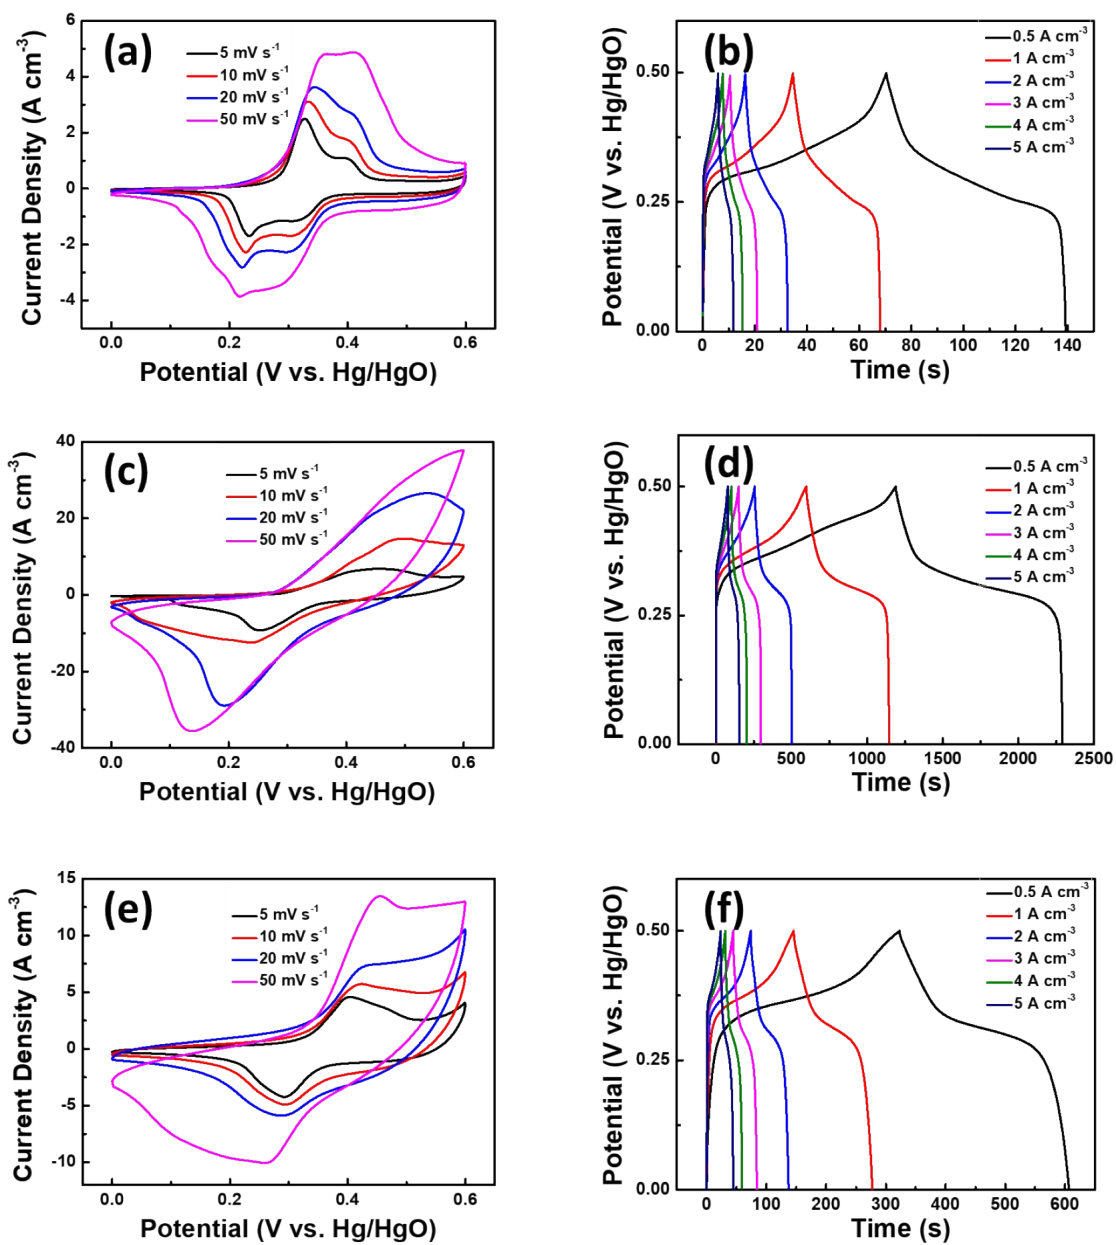 (a)
5 mV s⁻¹
10 mV s⁻¹
20 mV s⁻¹
50 mV s⁻¹
Current Density (A cm⁻³)
6
4
2
0
-2
-4
0.0 0.2 0.4 0.6
Potential (V vs. Hg/HgO)
(b)
0.5 A cm⁻³
1 A cm⁻³
2 A cm⁻³
3 A cm⁻³
4 A cm⁻³
5 A cm⁻³
Potential (V vs. Hg/HgO)
0.50
0.25
0.00
0 20 40 60 80 100 120 140
Time (s)
(c)
5 mV s⁻¹
10 mV s⁻¹
20 mV s⁻¹
50 mV s⁻¹
Current Density (A cm⁻³)
40
20
0
-20
-40
0.0 0.2 0.4 0.6
Potential (V vs. Hg/HgO)
(d)
0.5 A cm⁻³
1 A cm⁻³
2 A cm⁻³
3 A cm⁻³
4 A cm⁻³
5 A cm⁻³
Potential (V vs. Hg/HgO)
0.50
0.25
0.00
0 500 1000 1500 2000 2500
Time (s)
(e)
5 mV s⁻¹
10 mV s⁻¹
20 mV s⁻¹
50 mV s⁻¹
Current Density (A cm⁻³)
15
10
5
0
-5
-10
0.0 0.2 0.4 0.6
Potential (V vs. Hg/HgO)
(f)
0.5 A cm⁻³
1 A cm⁻³
2 A cm⁻³
3 A cm⁻³
4 A cm⁻³
5 A cm⁻³
Potential (V vs. Hg/HgO)
0.50
0.25
0.00
0 100 200 300 400 500 600
Time (s)